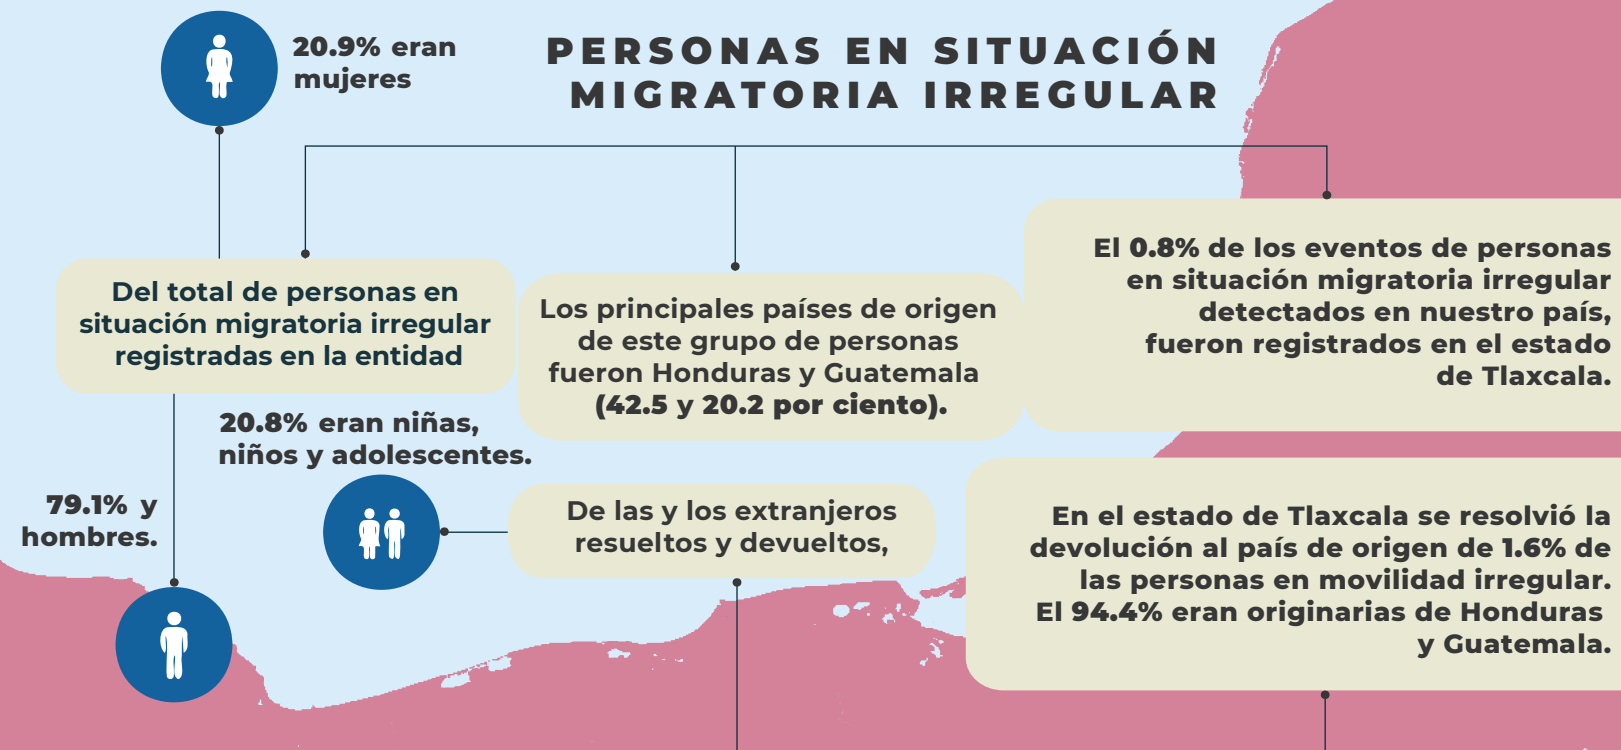 PERSONAS EN SITUACIÓN
MIGRATORIA IRREGULAR
20.9% eran
mujeres
Del total de personas en
situación migratoria irregular
registradas en la entidad
79.1% y
hombres.
Los principales países de origen
de este grupo de personas
fueron Honduras y Guatemala
(42.5 y 20.2 por ciento).
El 0.8% de los eventos de personas
en situación migratoria irregular
detectados en nuestro país,
fueron registrados en el estado
de Tlaxcala.
20.8% eran niñas,
niños y adolescentes.
De las y los extranjeros
resueltos y devueltos,
En el estado de Tlaxcala se resolvió la
devolución al país de origen de 1.6% de
las personas en movilidad irregular.
El 94.4% eran originarias de Honduras
y Guatemala.